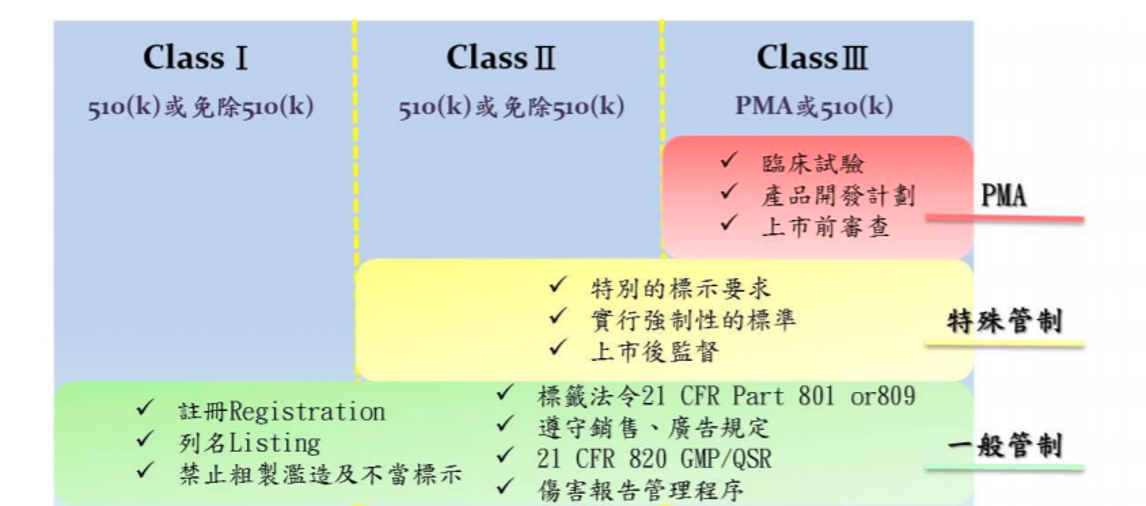 Class Ⅰ
510(k)或免除510(k)
Class Ⅱ
510(k)或免除510(k)
Class Ⅲ
PMA或510(k)
✓ 臨床試驗
✓ 產品開發計劃
✓ 上市前審查
PMA
✓ 特別的標示要求
✓ 實行強制性的標準
✓ 上市後監督
特殊管制
✓ 註冊Registration
✓ 列名Listing
✓ 禁止粗製濫造及不當標示
✓ 標籤法令21 CFR Part 801 or809
✓ 遵守銷售、廣告規定
✓ 21 CFR 820 GMP/QSR
✓ 傷害報告管理程序
一般管制